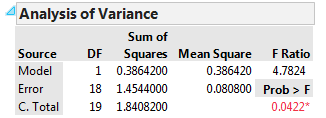 Analysis of Variance
Sum of
Source DF Squares Mean Square F Ratio
Model 1 0.3864200 0.386420 4.7824
Error 18 1.4544000 0.080800 Prob > F
C. Total 19 1.8408200 0.0422*